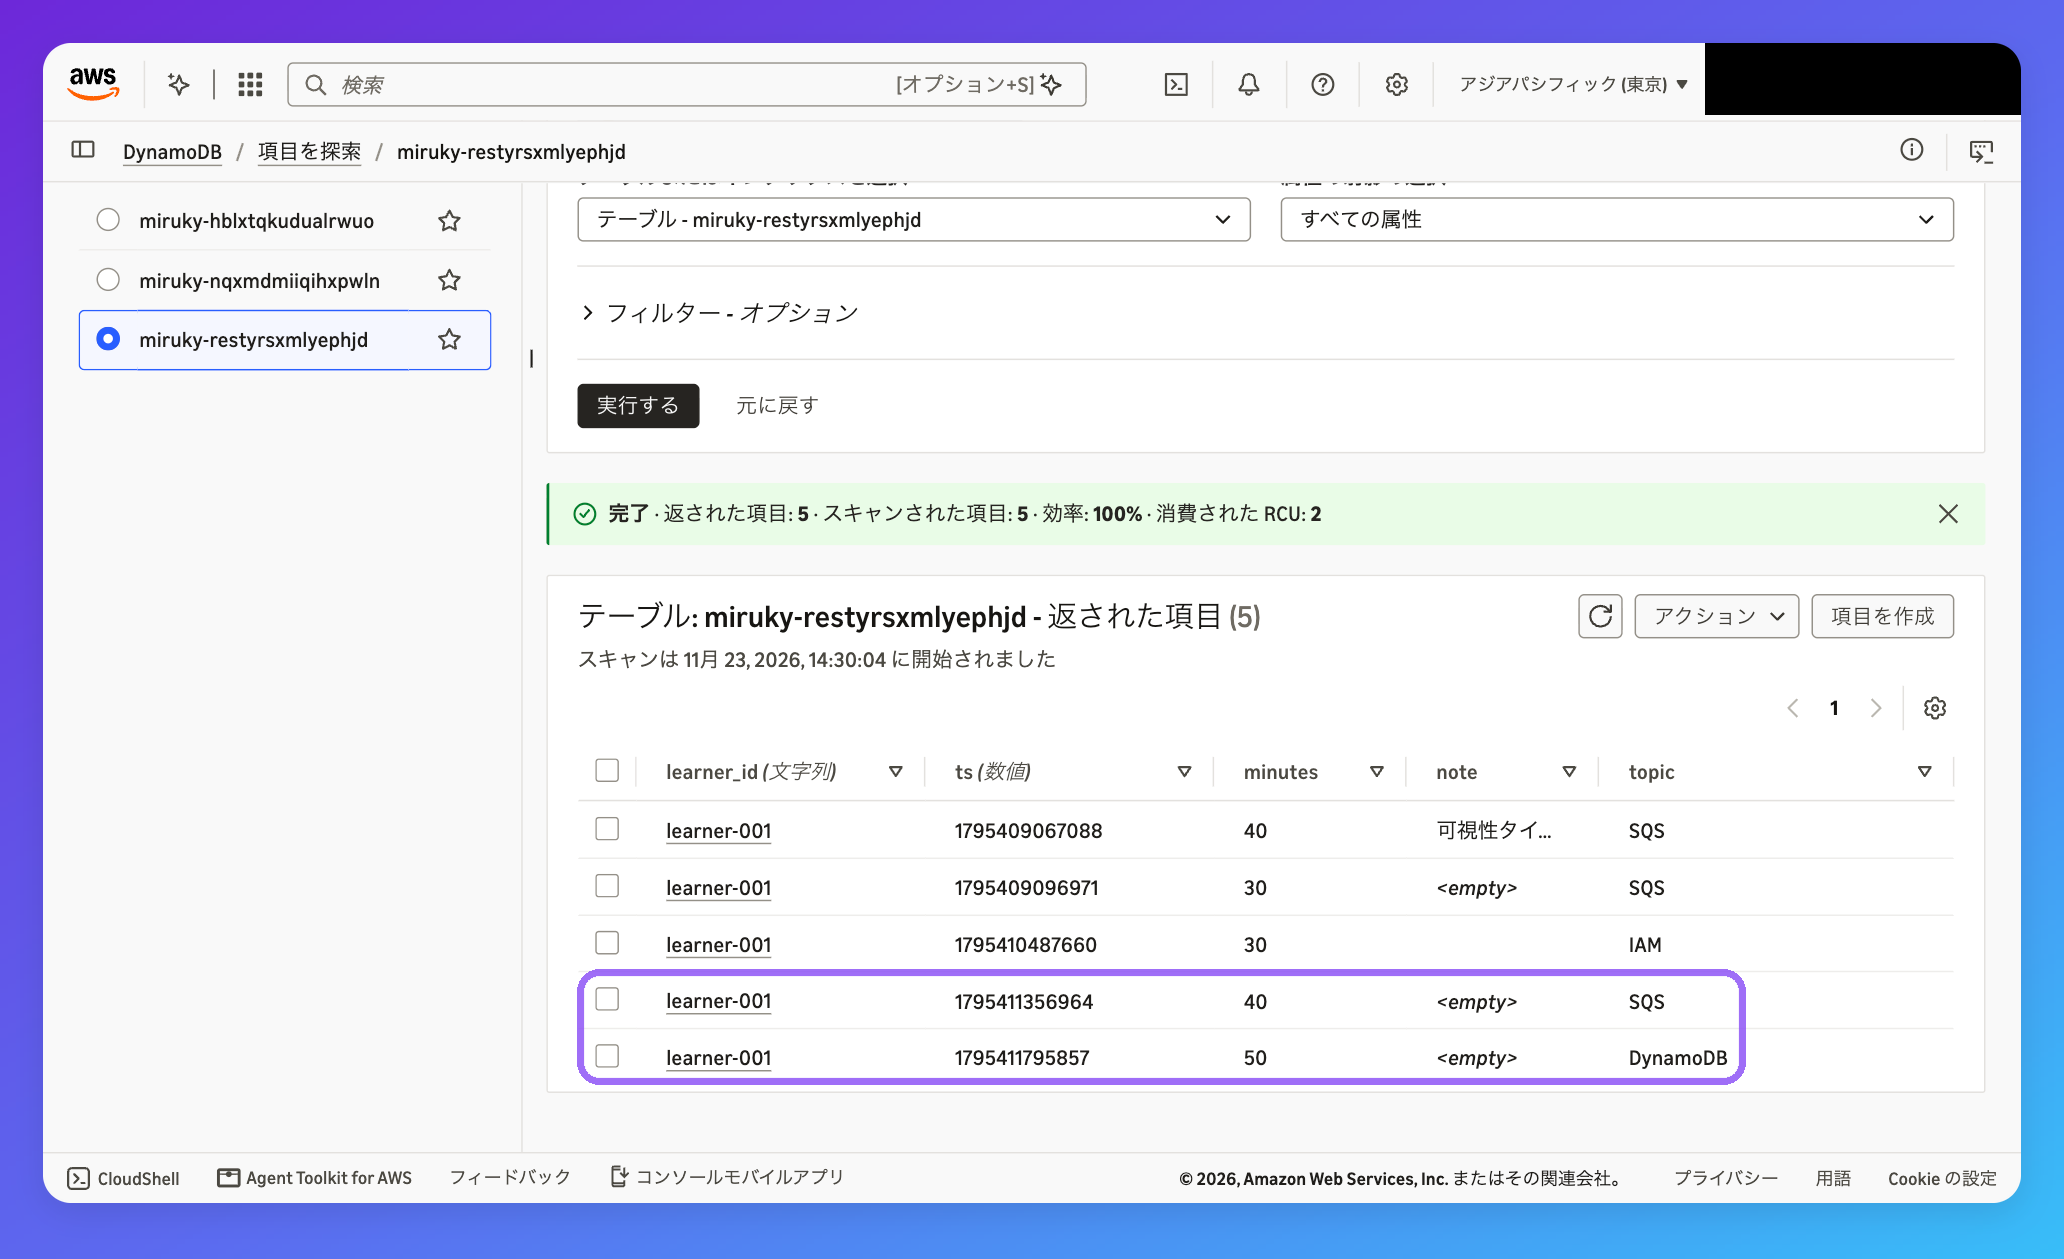 aws
検索
[オプション+S]
アジアパシフィック (東京) ▼
DynamoDB / 項目を探索 / miruky-restyrsxmlyephjd
miruky-hblxtqkudualrwuo
miruky-nqxmdmiiqihxpwln
miruky-restyrsxmlyephjd
テーブル - miruky-restyrsxmlyephjd
すべての属性
フィルター - オプション
実行する
元に戻す
完了 · 返された項目: 5 · スキャンされた項目: 5 · 効率: 100% · 消費された RCU: 2
テーブル: miruky-restyrsxmlyephjd - 返された項目 (5)
スキャンは 11月 23, 2026, 14:30:04 に開始されました
アクション
項目を作成
1
learner_id (文字列) ts (数値) minutes note topic
learner-001 1795409067088 40 可視性タイ... SQS
learner-001 1795409096971 30 <empty> SQS
learner-001 1795410487660 30 IAM
learner-001 1795411356964 40 <empty> SQS
learner-001 1795411795857 50 <empty> DynamoDB
CloudShell
Agent Toolkit for AWS
フィードバック
コンソールモバイルアプリ
© 2026, Amazon Web Services, Inc. またはその関連会社。
プライバシー
用語
Cookie の設定